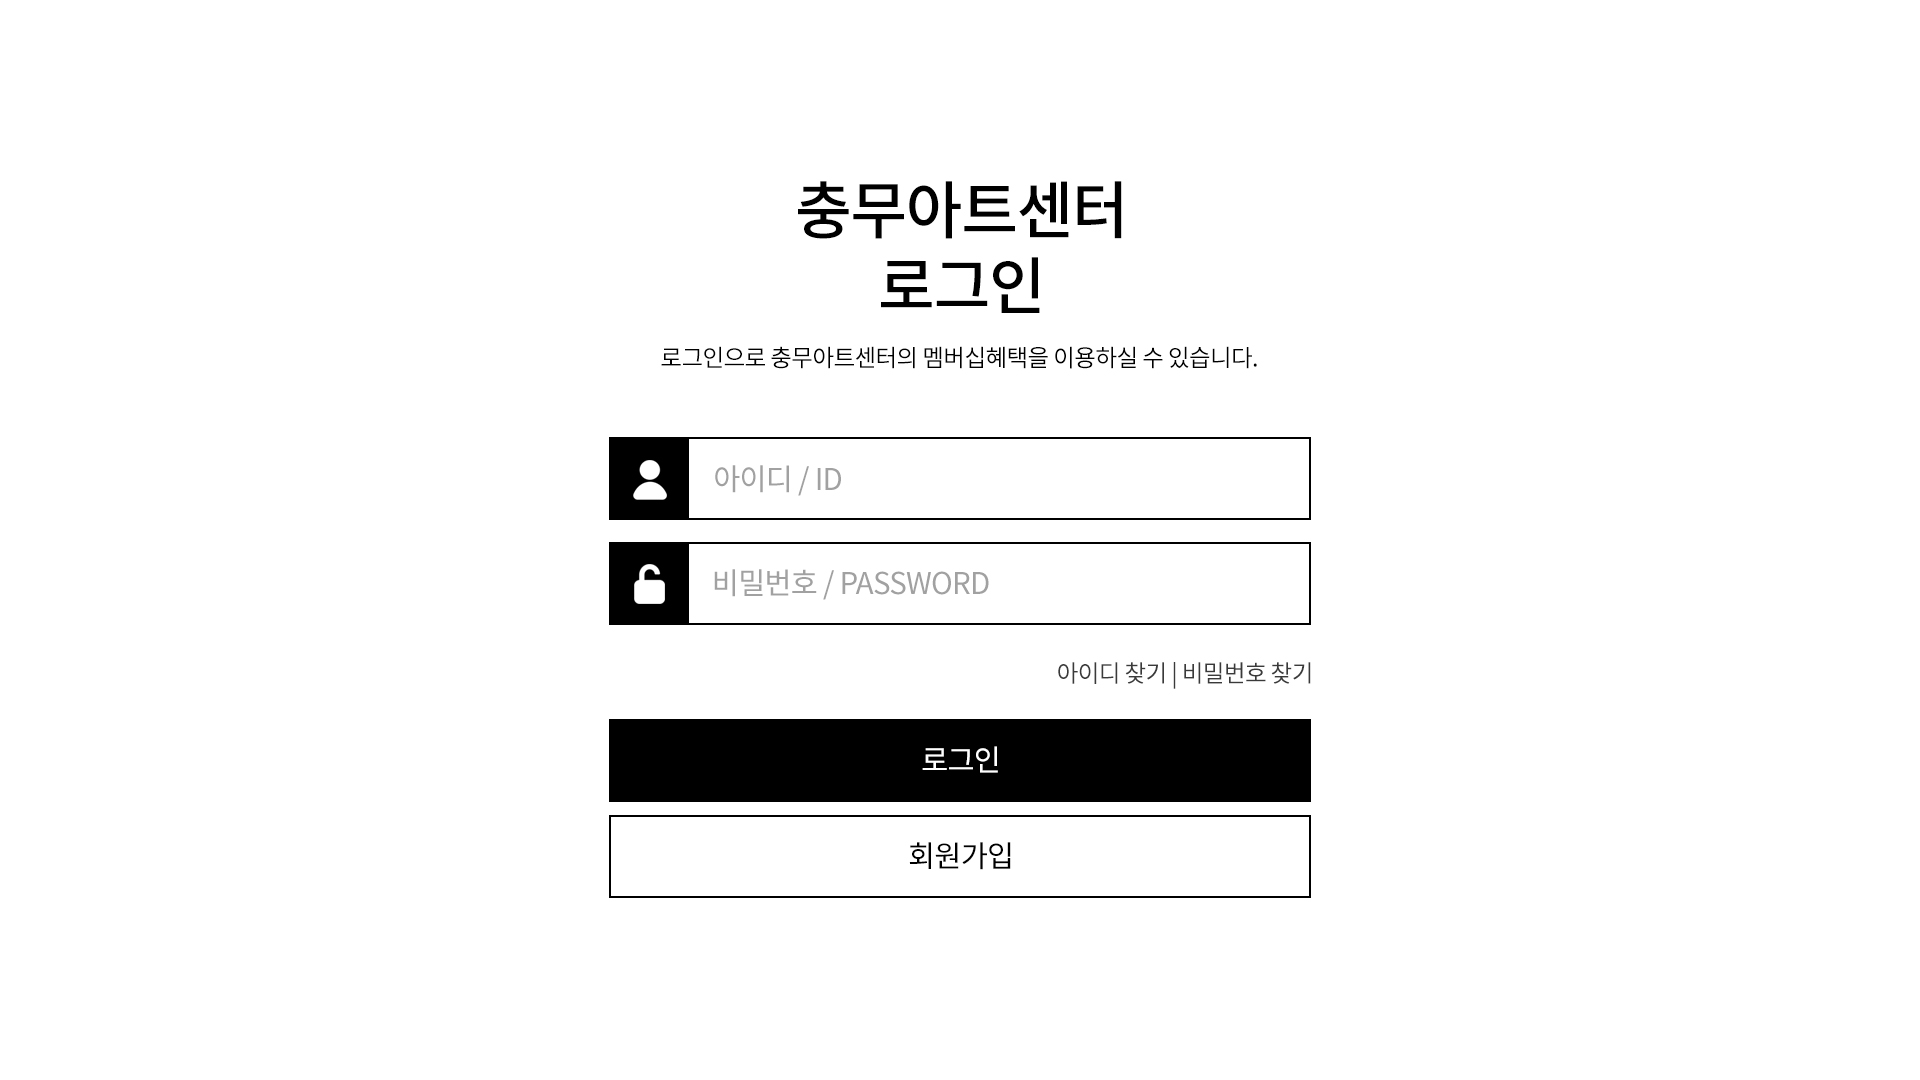 충무아트센터
로그인
로그인으로 충무아트센터의 멤버십혜택을 이용하실 수 있습니다.
아이디 / ID
비밀번호 / PASSWORD
아이디 찾기 | 비밀번호 찾기
로그인
회원가입